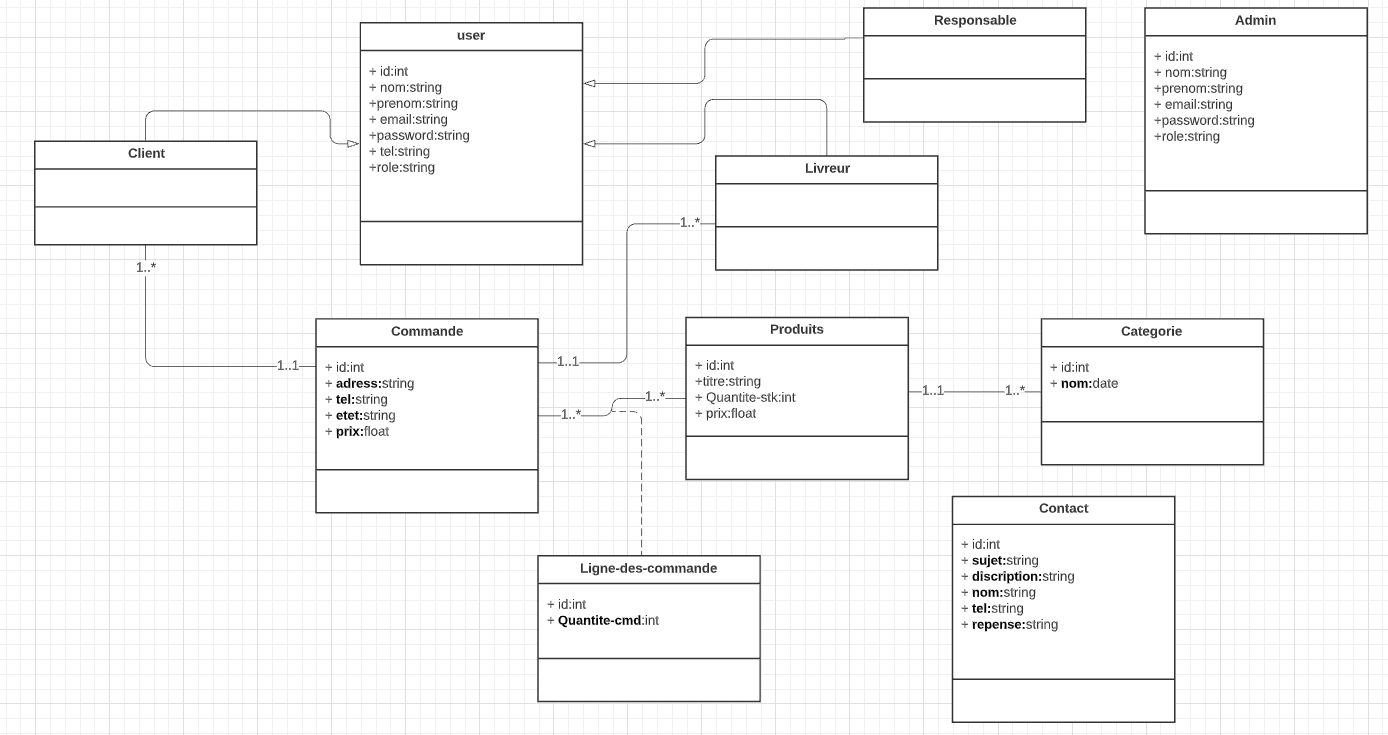 user
+ id:int
+ nom:string
+prenom:string
+ email:string
+password:string
+ tel:string
+role:string
Responsable
Admin
+ id:int
+ nom:string
+prenom:string
+ email:string
+password:string
+role:string
Client
Livreur
1..*
1..*
Commande
+ id:int
+ adress:string
+ tel:string
+ etet:string
+ prix:float
1..1
1..1
1..*
1..*
Produits
+ id:int
+titre:string
+ Quantite-stk:int
+ prix:float
1..1
1..*
Categorie
+ id:int
+ nom:date
Ligne-des-commande
+ id:int
+ Quantite-cmd:int
Contact
+ id:int
+ sujet:string
+ discription:string
+ nom:string
+ tel:string
+ repense:string